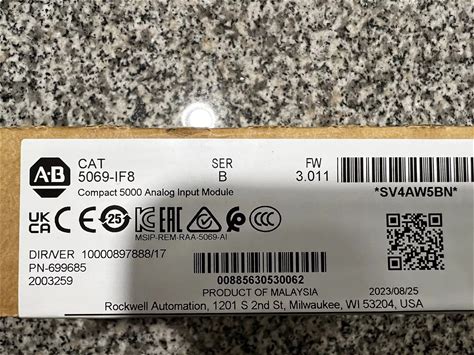 A-B
CAT SER FW
5069-IF8 B 3.011
Compact 5000 Analog Input Module
*SV4AW5BN*
UK CA CE 25 KC EAC CCC
MSIP-REM-RAA-5069-AI
DIR/VER 10000897888/17
PN-699685
2003259
00885630530062
PRODUCT OF MALAYSIA
2023/08/25
Rockwell Automation, 1201 S 2nd St, Milwaukee, WI 53204, USA